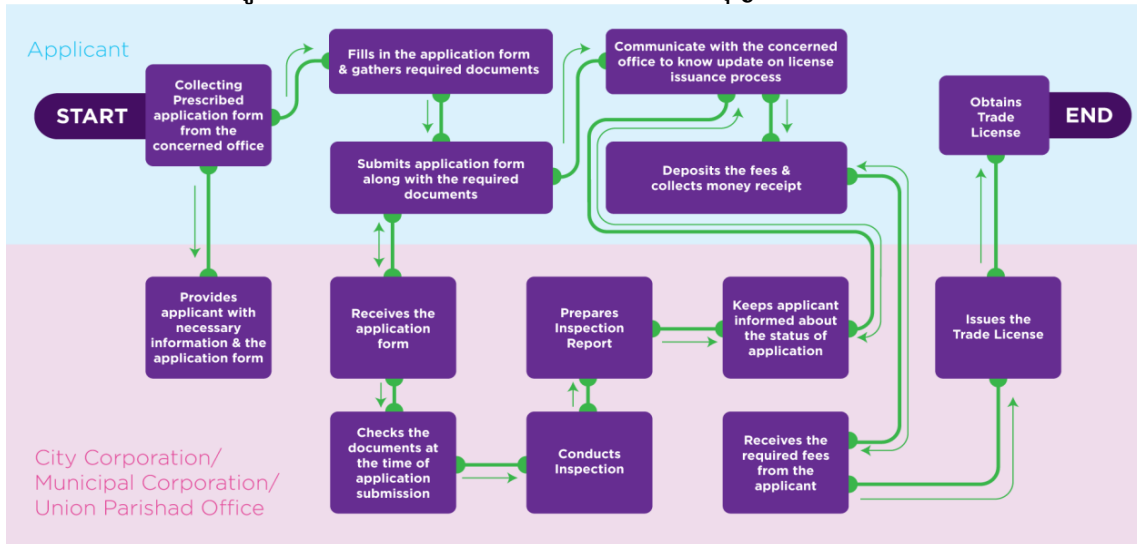 Applicant
START
Collecting
Prescribed
application form
from the
concerned office
Fills in the application form
& gathers required documents
Submits application form
along with the required
documents
Communicate with the concerned
office to know update on license
issuance process
Deposits the fees &
collects money receipt
Obtains
Trade
License
END
Provides
applicant with
necessary
information & the
application form
Receives the
application
form
Prepares
Inspection
Report
Keeps applicant
informed about
the status of
application
Issues the
Trade License
Checks the
documents at
the time of
application
submission
Conducts
Inspection
Receives the
required fees
from the
applicant
City Corporation/
Municipal Corporation/
Union Parishad Office